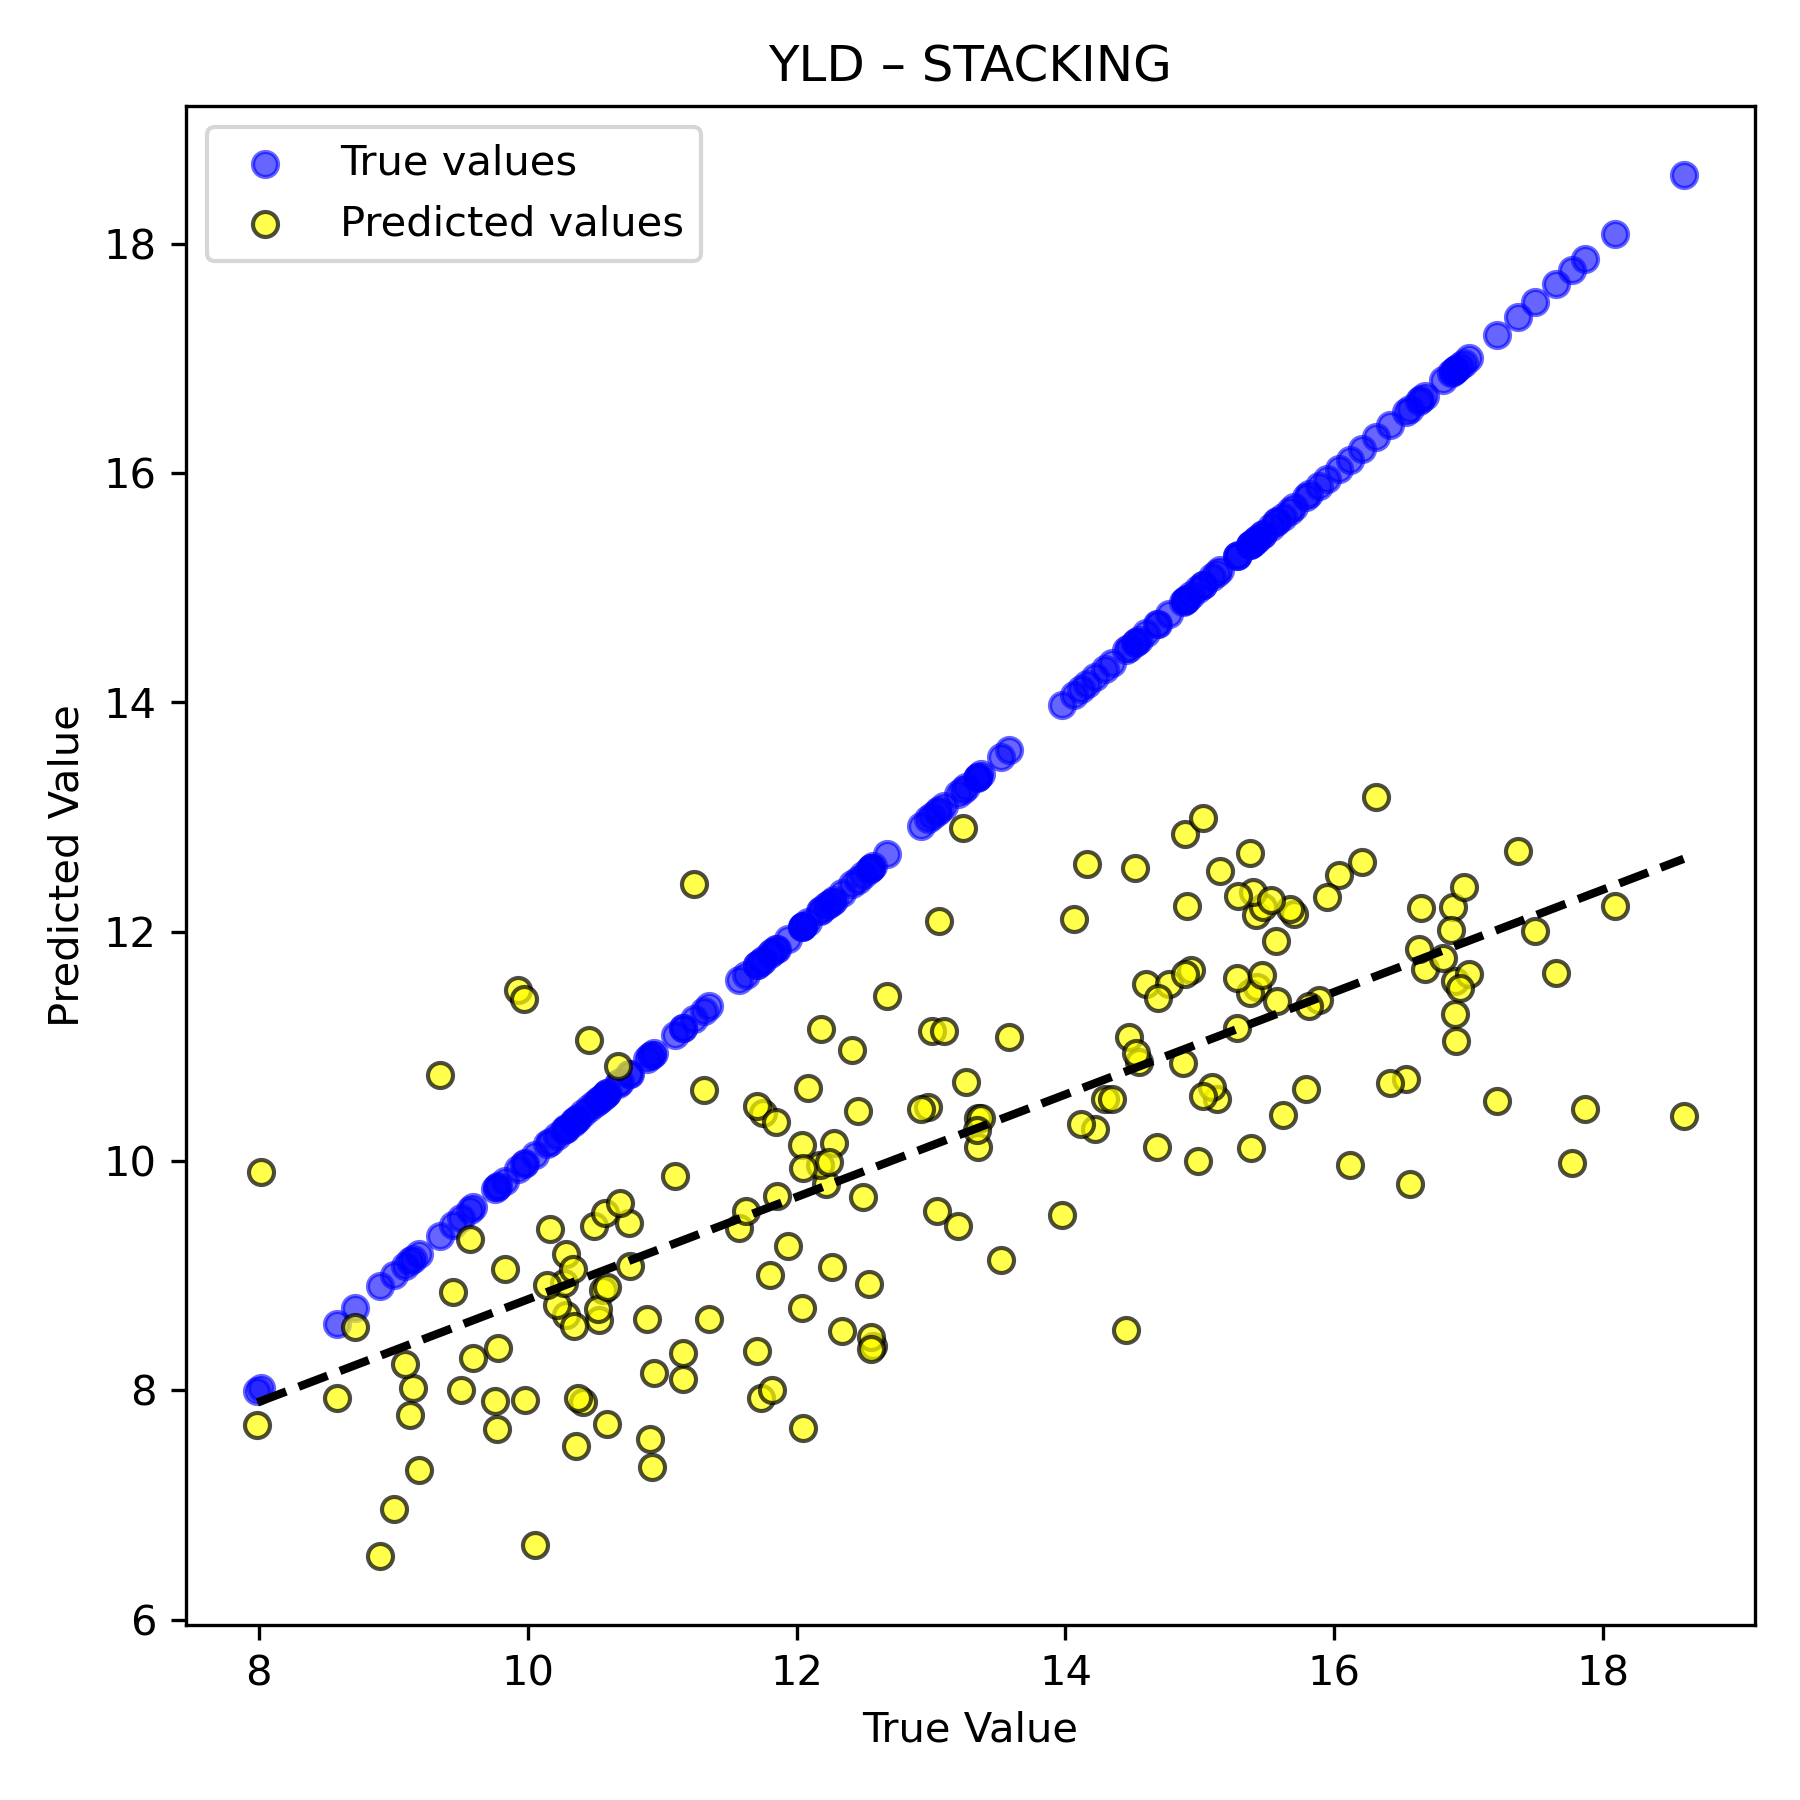 YLD – STACKING
True values
Predicted values
Predicted Value
18
16
14
12
10
8
6
8 10 12 14 16 18
True Value